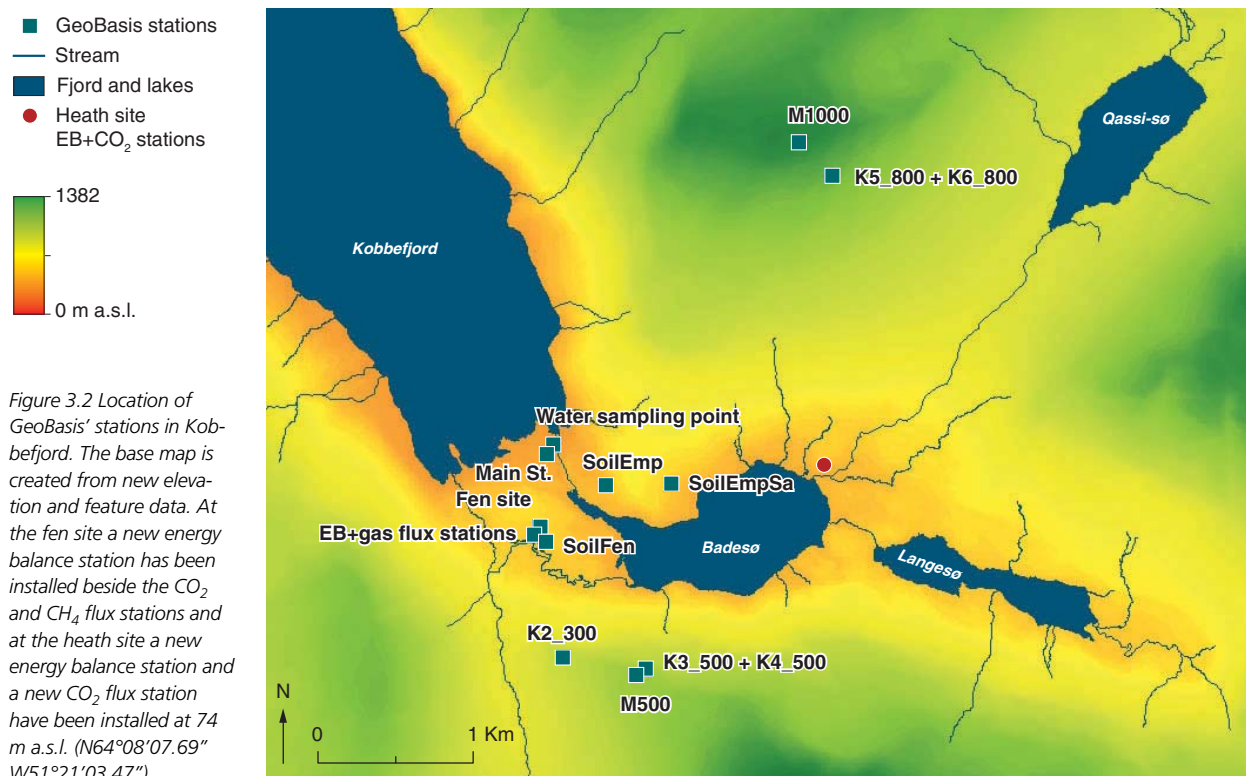 GeoBasis stations
Stream
Fjord and lakes
Heath site
EB+CO₂ stations
1382
0 m a.s.l.
Figure 3.2 Location of
GeoBasis’ stations in Kob-
befjord. The base map is
created from new eleva-
tion and feature data. At
the fen site a new energy
balance station has been
installed beside the CO₂
and CH₄ flux stations and
at the heath site a new
energy balance station and
a new CO₂ flux station
have been installed at 74
m a.s.l. (N64°08’07.69”
W51°21’03.47”)
M1000
Qassi-sø
K5_800 + K6_800
Kobbefjord
Water sampling point
Main St.
SoilEmp
SoilEmpSa
Fen site
EB+gas flux stations
SoilFen
Badesø
Langesø
K2_300
K3_500 + K4_500
M500
N
0
1 Km